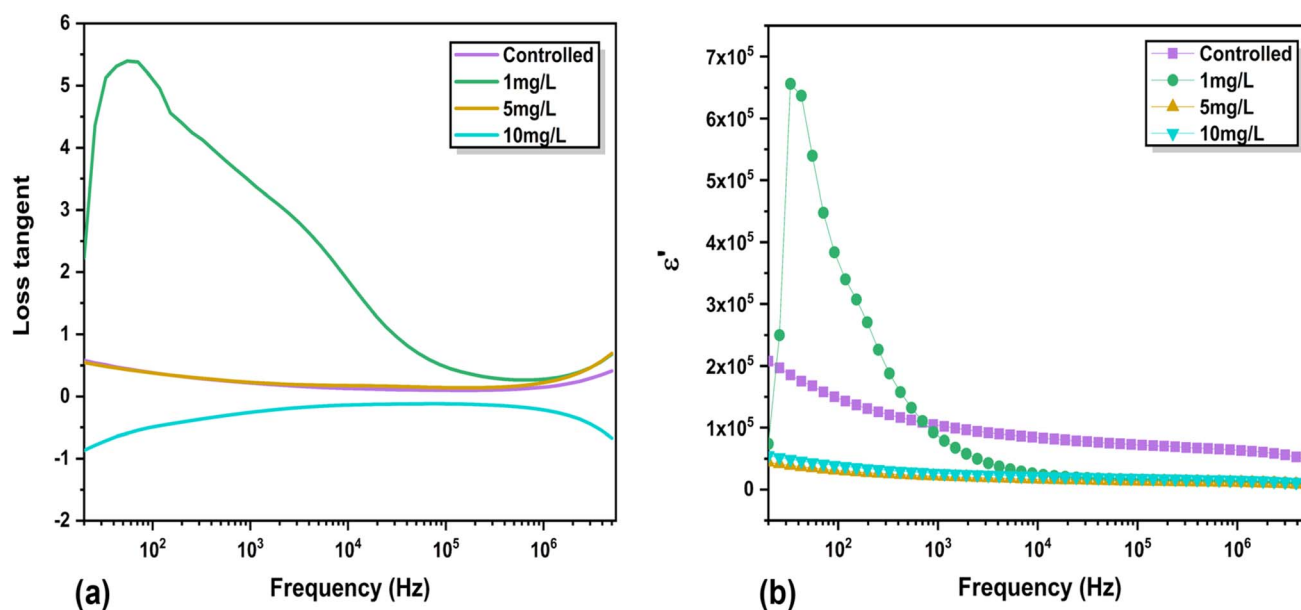 6
5
4
3
2
1
0
-1
-2
Loss tangent
Controlled
1mg/L
5mg/L
10mg/L
10²
10³
10⁴
10⁵
10⁶
Frequency (Hz)
(a)
7x10⁵
6x10⁵
5x10⁵
4x10⁵
3x10⁵
2x10⁵
1x10⁵
0
ε'
Controlled
1mg/L
5mg/L
10mg/L
10²
10³
10⁴
10⁵
10⁶
Frequency (Hz)
(b)